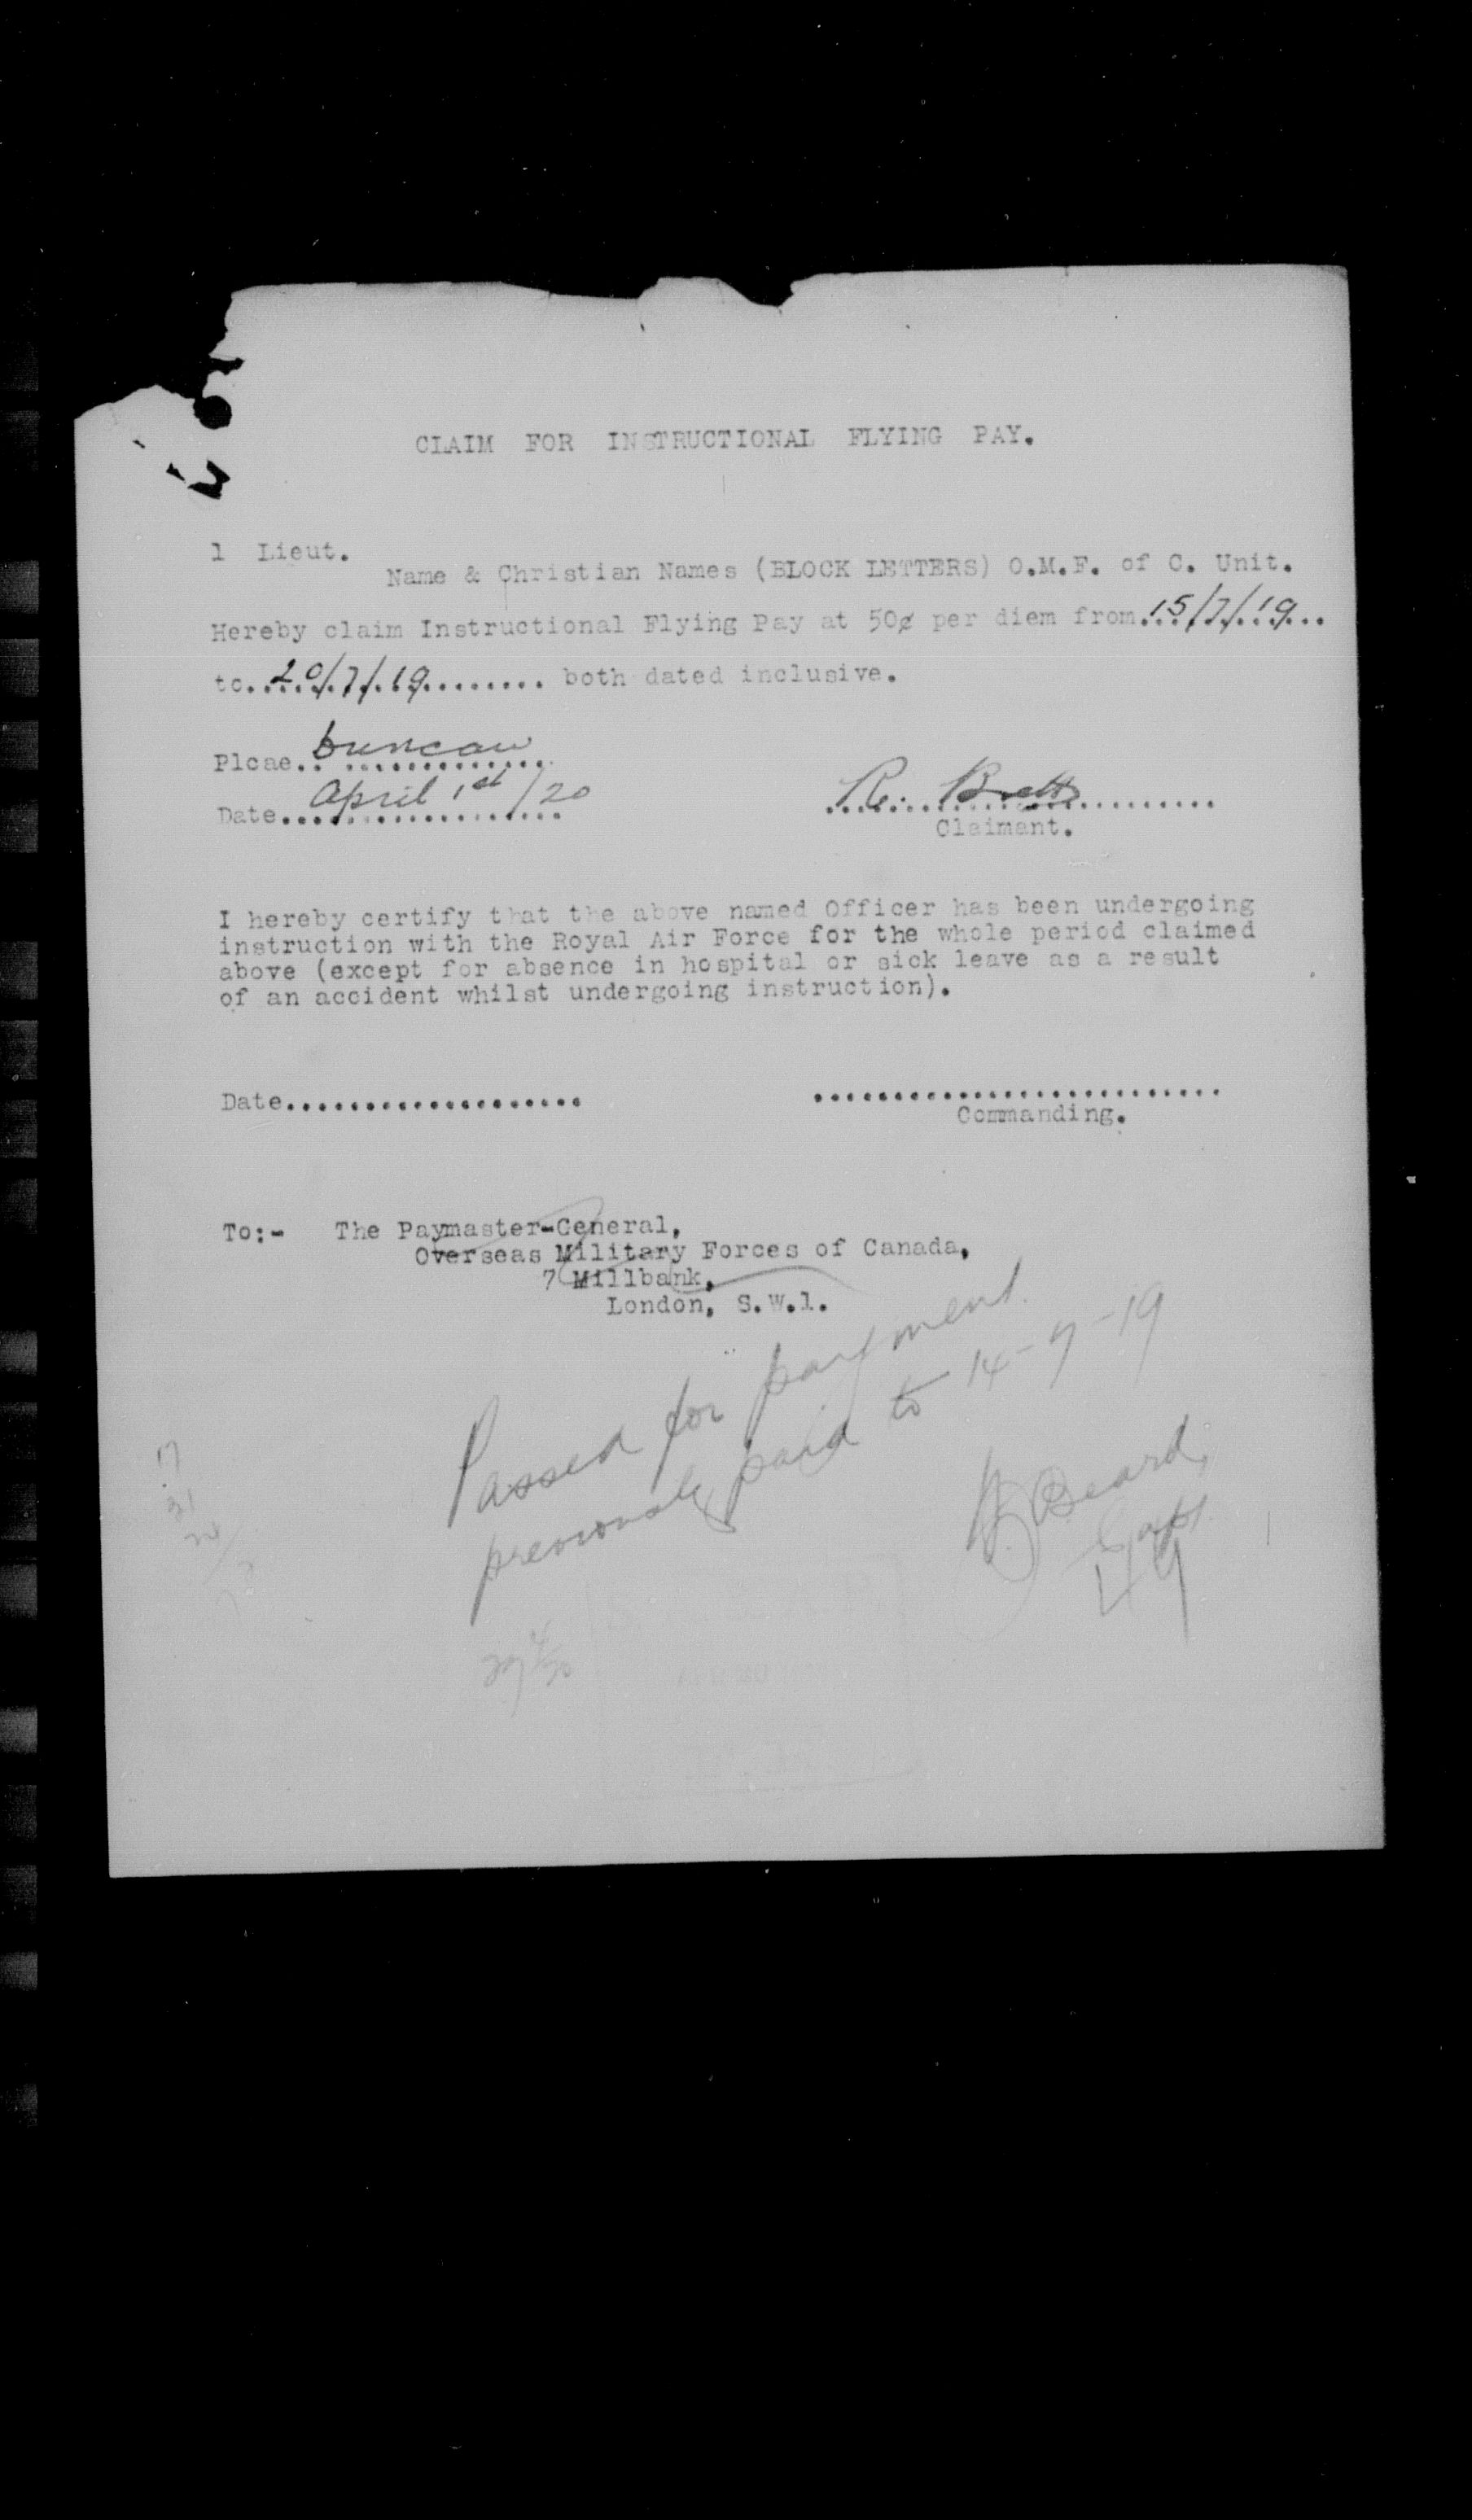 CLAIM FOR INSTRUCTIONAL FLYING PAY.
1 Lieut.
Name & Christian Names (BLOCK LETTERS) O.M.F. of C. Unit.
Hereby claim Instructional Flying Pay at 50¢ per diem from.15/7/19...
to..20/7/19......... both dated inclusive.
Plcae.. Duncan
Date... April 1st/20
R. Brett
Claimant.
I hereby certify that the above named Officer has been undergoing
instruction with the Royal Air Force for the whole period claimed
above (except for absence in hospital or sick leave as a result
of an accident whilst undergoing instruction).
Date...................
..........................
Commanding.
To:- The Paymaster-General,
Overseas Military Forces of Canada,
7 Millbank,
London, S.W.1.
Passed for payment.
previously paid to 14-7-19
Beard,
Capt.